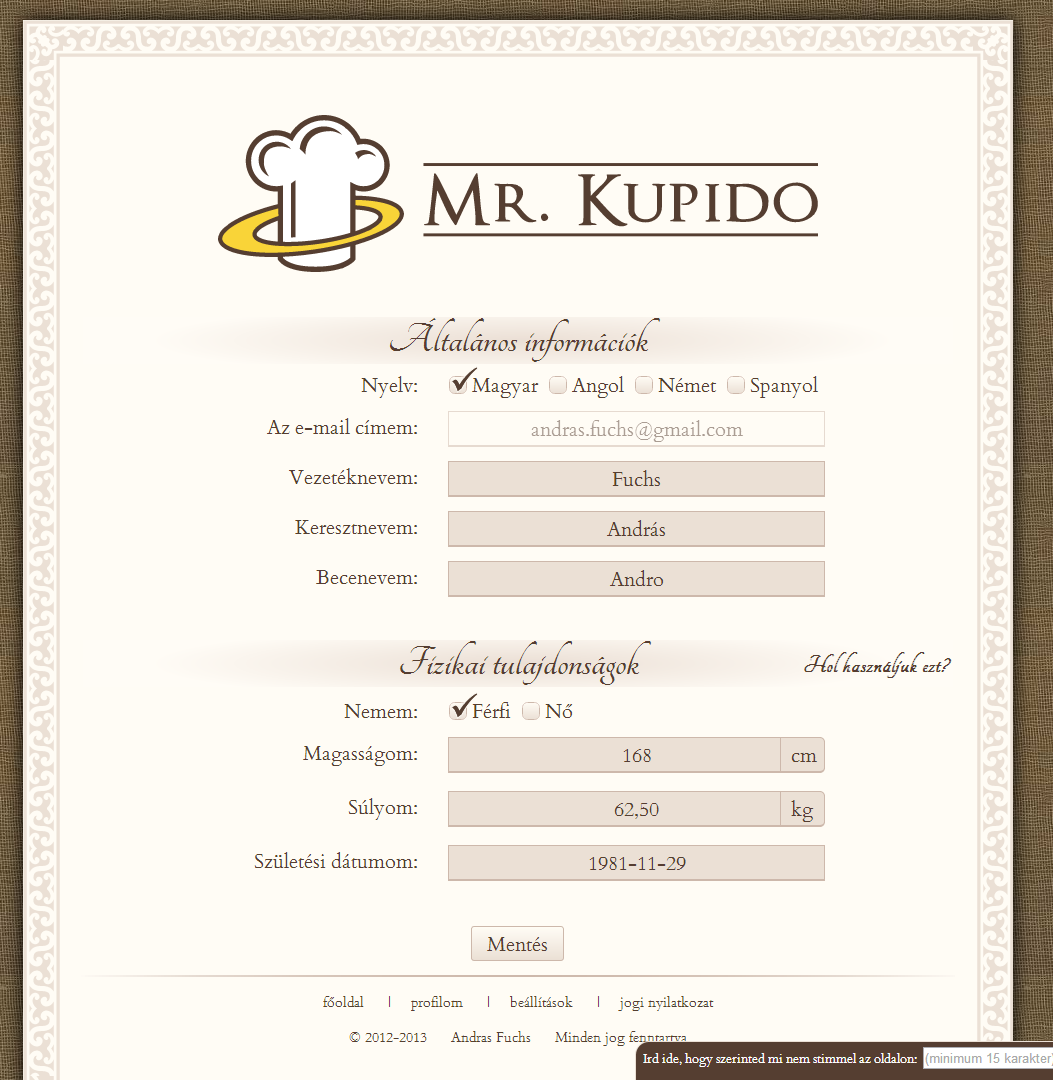 MR. KUPIDO
Általános információk
Nyelv: Magyar Angol Német Spanyol
Az e-mail címem: andras.fuchs@gmail.com
Vezetéknevem: Fuchs
Keresztnevem: András
Becenevem: Andro
Fizikai tulajdonságok Hol használjuk ezt?
Nemem: Férfi Nő
Magasságom: 168 cm
Súlyom: 62,50 kg
Születési dátumom: 1981-11-29
Mentés
főoldal | profilom | beállítások | jogi nyilatkozat
© 2012-2013 Andras Fuchs Minden jog fenntartva
Írd ide, hogy szerinted mi nem stimmel az oldalon: (minimum 15 karakter)